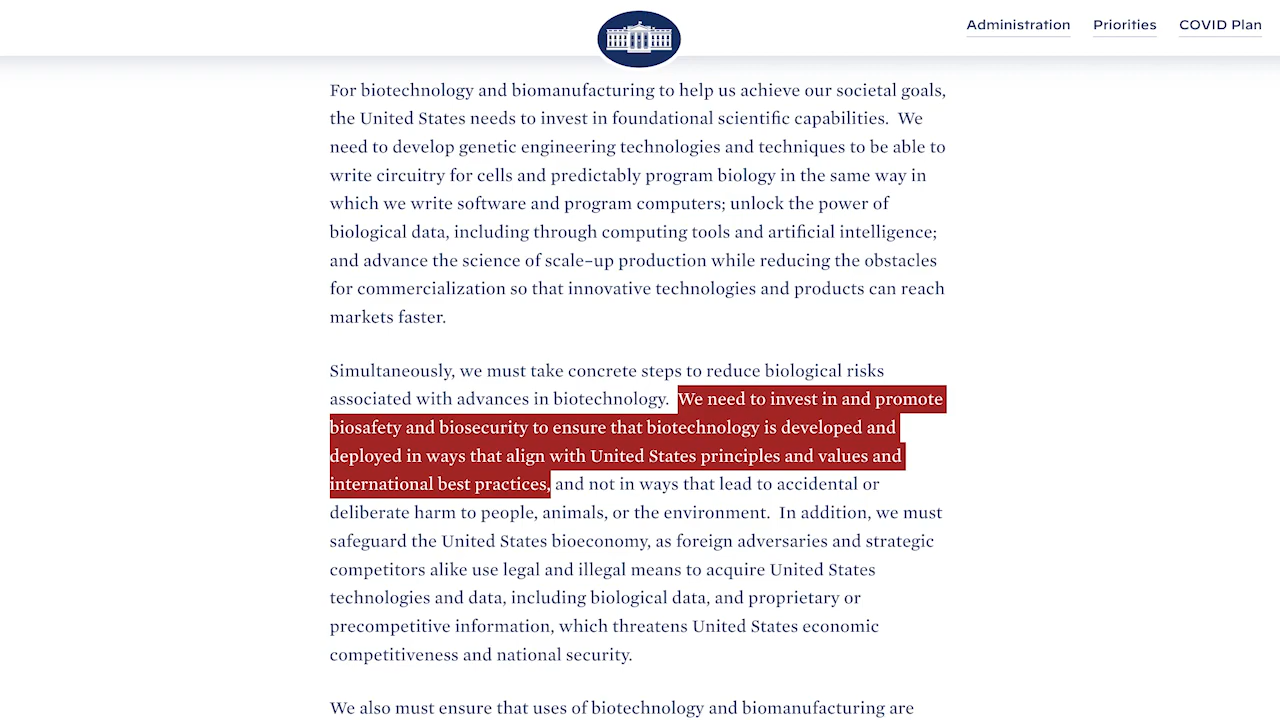 Administration Priorities COVID Plan
For biotechnology and biomanufacturing to help us achieve our societal goals,
the United States needs to invest in foundational scientific capabilities.  We
need to develop genetic engineering technologies and techniques to be able to
write circuitry for cells and predictably program biology in the same way in
which we write software and program computers; unlock the power of
biological data, including through computing tools and artificial intelligence;
and advance the science of scale-up production while reducing the obstacles
for commercialization so that innovative technologies and products can reach
markets faster.
Simultaneously, we must take concrete steps to reduce biological risks
associated with advances in biotechnology.  We need to invest in and promote
biosafety and biosecurity to ensure that biotechnology is developed and
deployed in ways that align with United States principles and values and
international best practices, and not in ways that lead to accidental or
deliberate harm to people, animals, or the environment.  In addition, we must
safeguard the United States bioeconomy, as foreign adversaries and strategic
competitors alike use legal and illegal means to acquire United States
technologies and data, including biological data, and proprietary or
precompetitive information, which threatens United States economic
competitiveness and national security.
We also must ensure that uses of biotechnology and biomanufacturing are